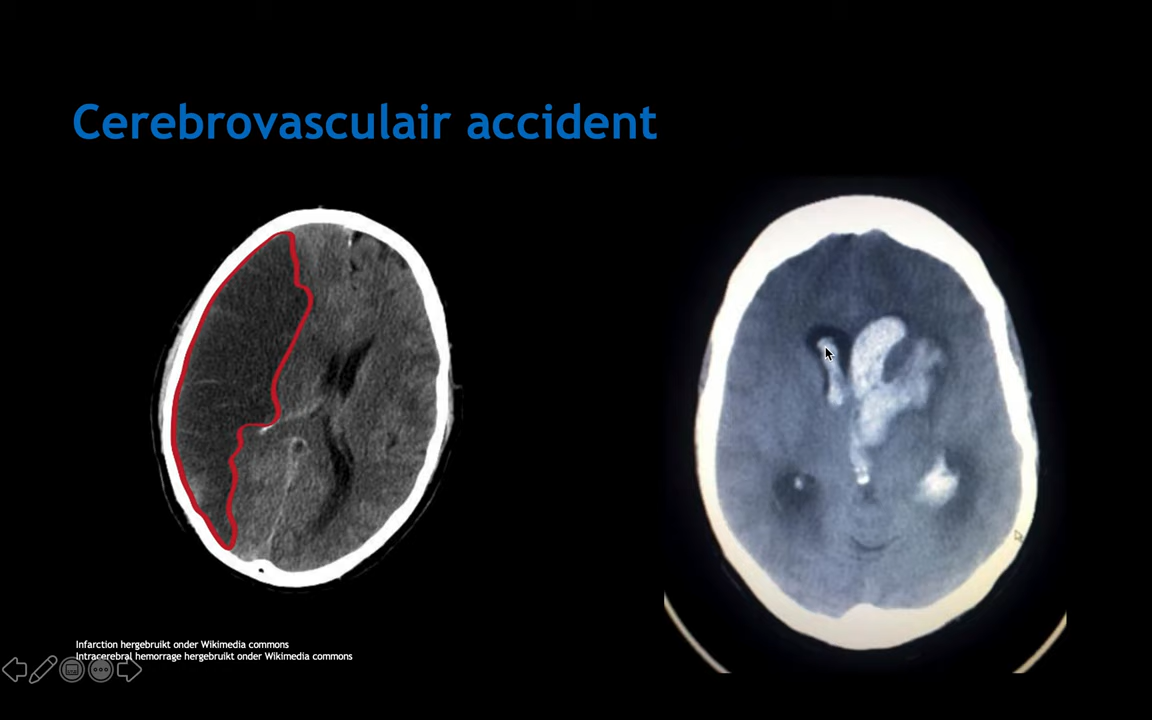 Cerebrovasculair accident
Infarction hergebruikt onder Wikimedia commons
Intracerebral hemorrage hergebruikt onder Wikimedia commons